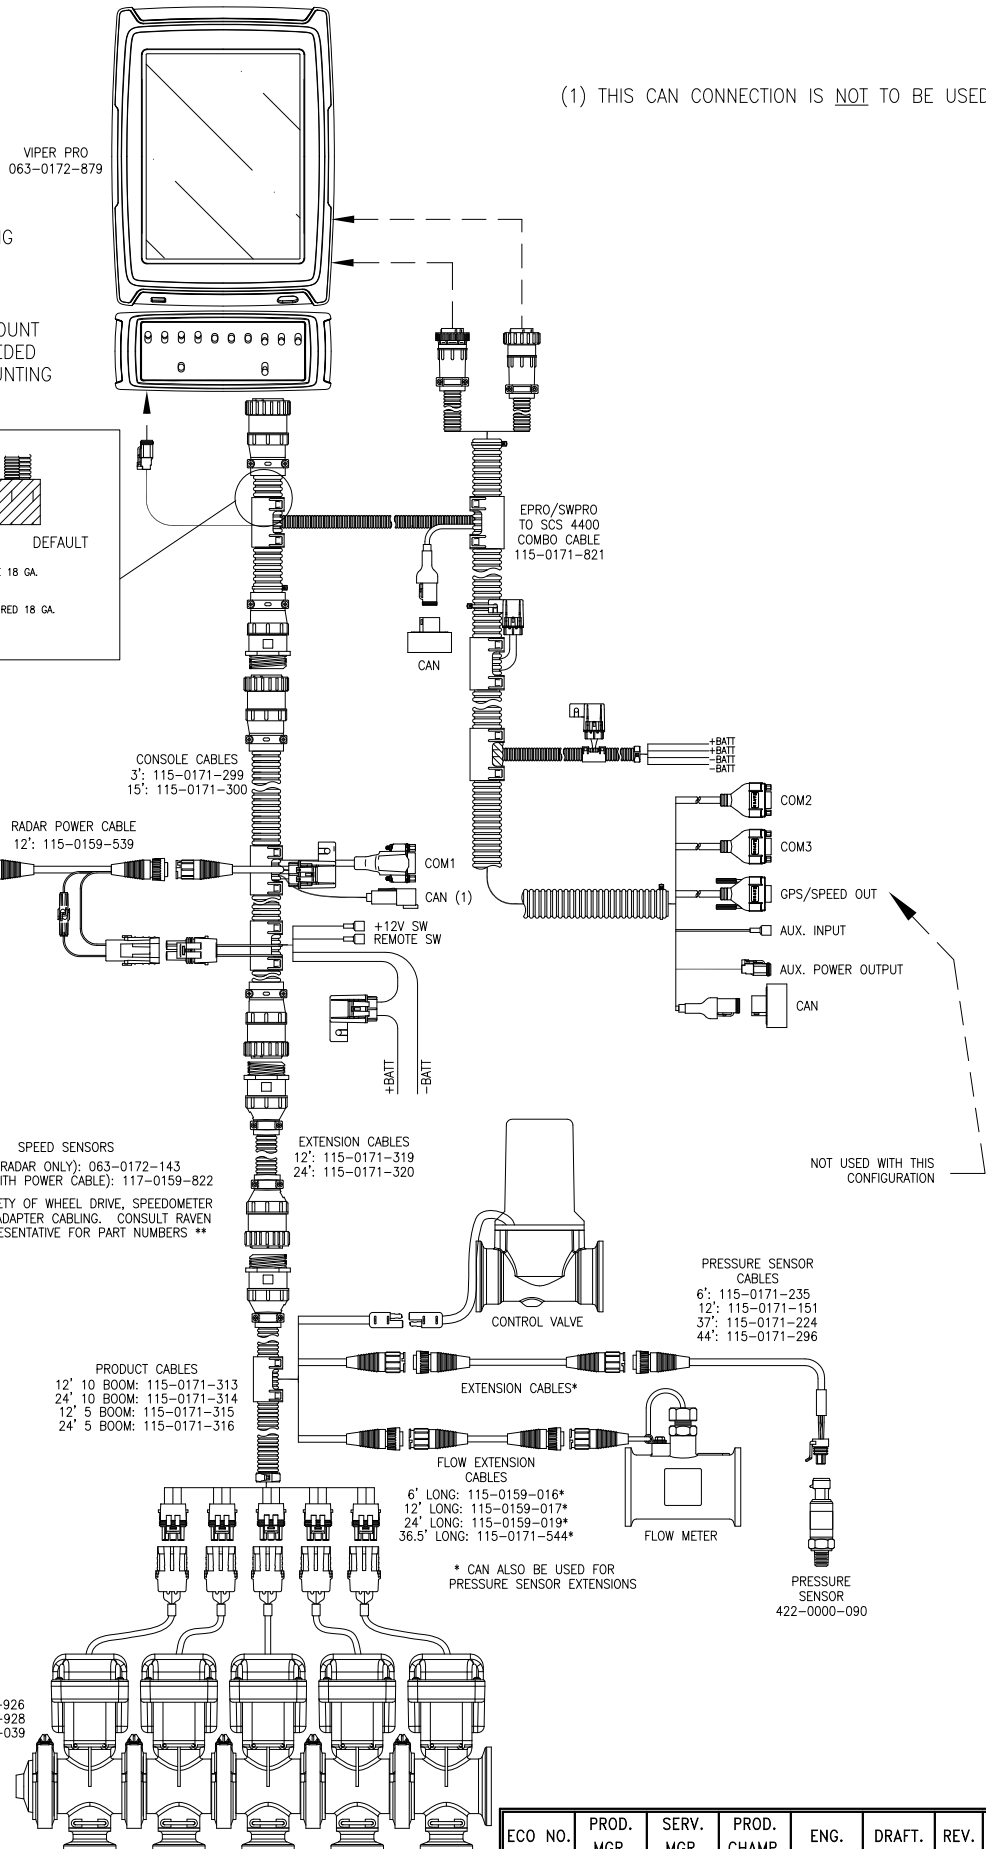 (1) THIS CAN CONNECTION IS NOT TO BE USED
VIPER PRO
063-0172-879
DEFAULT
18 GA.
RED 18 GA.
EPRO/SWPRO
TO SCS 4400
COMBO CABLE
115-0171-821
CAN
+BATT
+BATT
-BATT
-BATT
CONSOLE CABLES
3': 115-0171-299
15': 115-0171-300
RADAR POWER CABLE
12': 115-0159-539
COM1
CAN (1)
+12V SW
REMOTE SW
COM2
COM3
GPS/SPEED OUT
AUX. INPUT
AUX. POWER OUTPUT
CAN
+BATT
-BATT
NOT USED WITH THIS
CONFIGURATION
SPEED SENSORS
RADAR ONLY): 063-0172-143
ITH POWER CABLE): 117-0159-822
ETY OF WHEEL DRIVE, SPEEDOMETER
ADAPTER CABLING. CONSULT RAVEN
ESENTATIVE FOR PART NUMBERS **
EXTENSION CABLES
12': 115-0171-319
24': 115-0171-320
CONTROL VALVE
PRESSURE SENSOR
CABLES
6': 115-0171-235
12': 115-0171-151
37': 115-0171-224
44': 115-0171-296
EXTENSION CABLES*
PRODUCT CABLES
12' 10 BOOM: 115-0171-313
24' 10 BOOM: 115-0171-314
12' 5 BOOM: 115-0171-315
24' 5 BOOM: 115-0171-316
FLOW EXTENSION
CABLES
6' LONG: 115-0159-016*
12' LONG: 115-0159-017*
24' LONG: 115-0159-019*
36.5' LONG: 115-0171-544*
* CAN ALSO BE USED FOR
PRESSURE SENSOR EXTENSIONS
FLOW METER
PRESSURE
SENSOR
422-0000-090
-926
-928
-039
ECO NO.
PROD.
MGR.
SERV.
MGR.
PROD.
CHAMP.
ENG.
DRAFT.
REV.